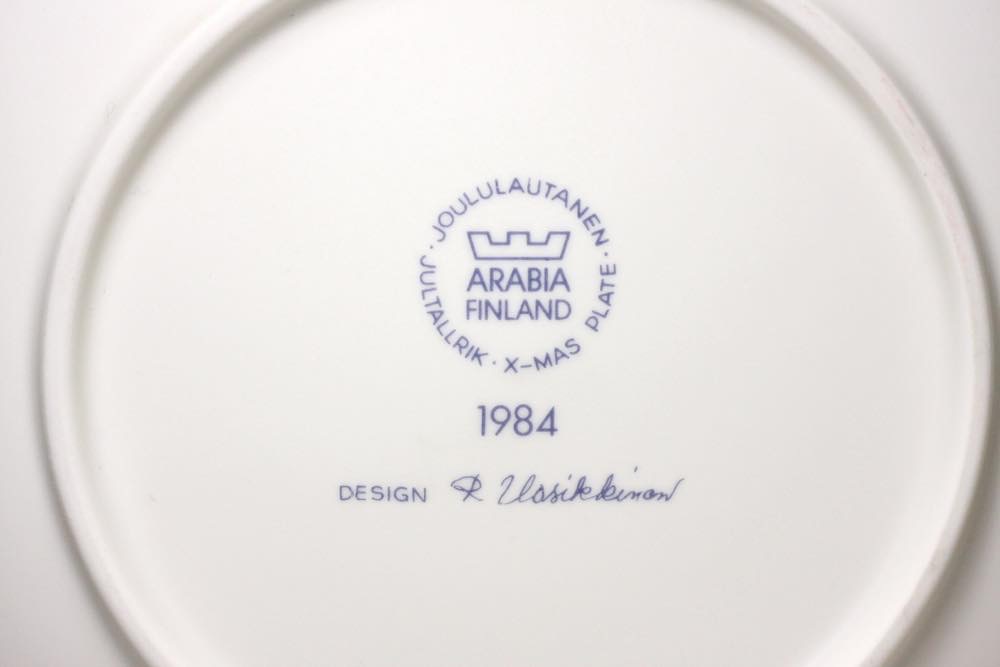 JOULULAUTANEN · X-MAS PLATE · JULTALLRIK ·
ARABIA
FINLAND
1984
DESIGN R Uosikkinen